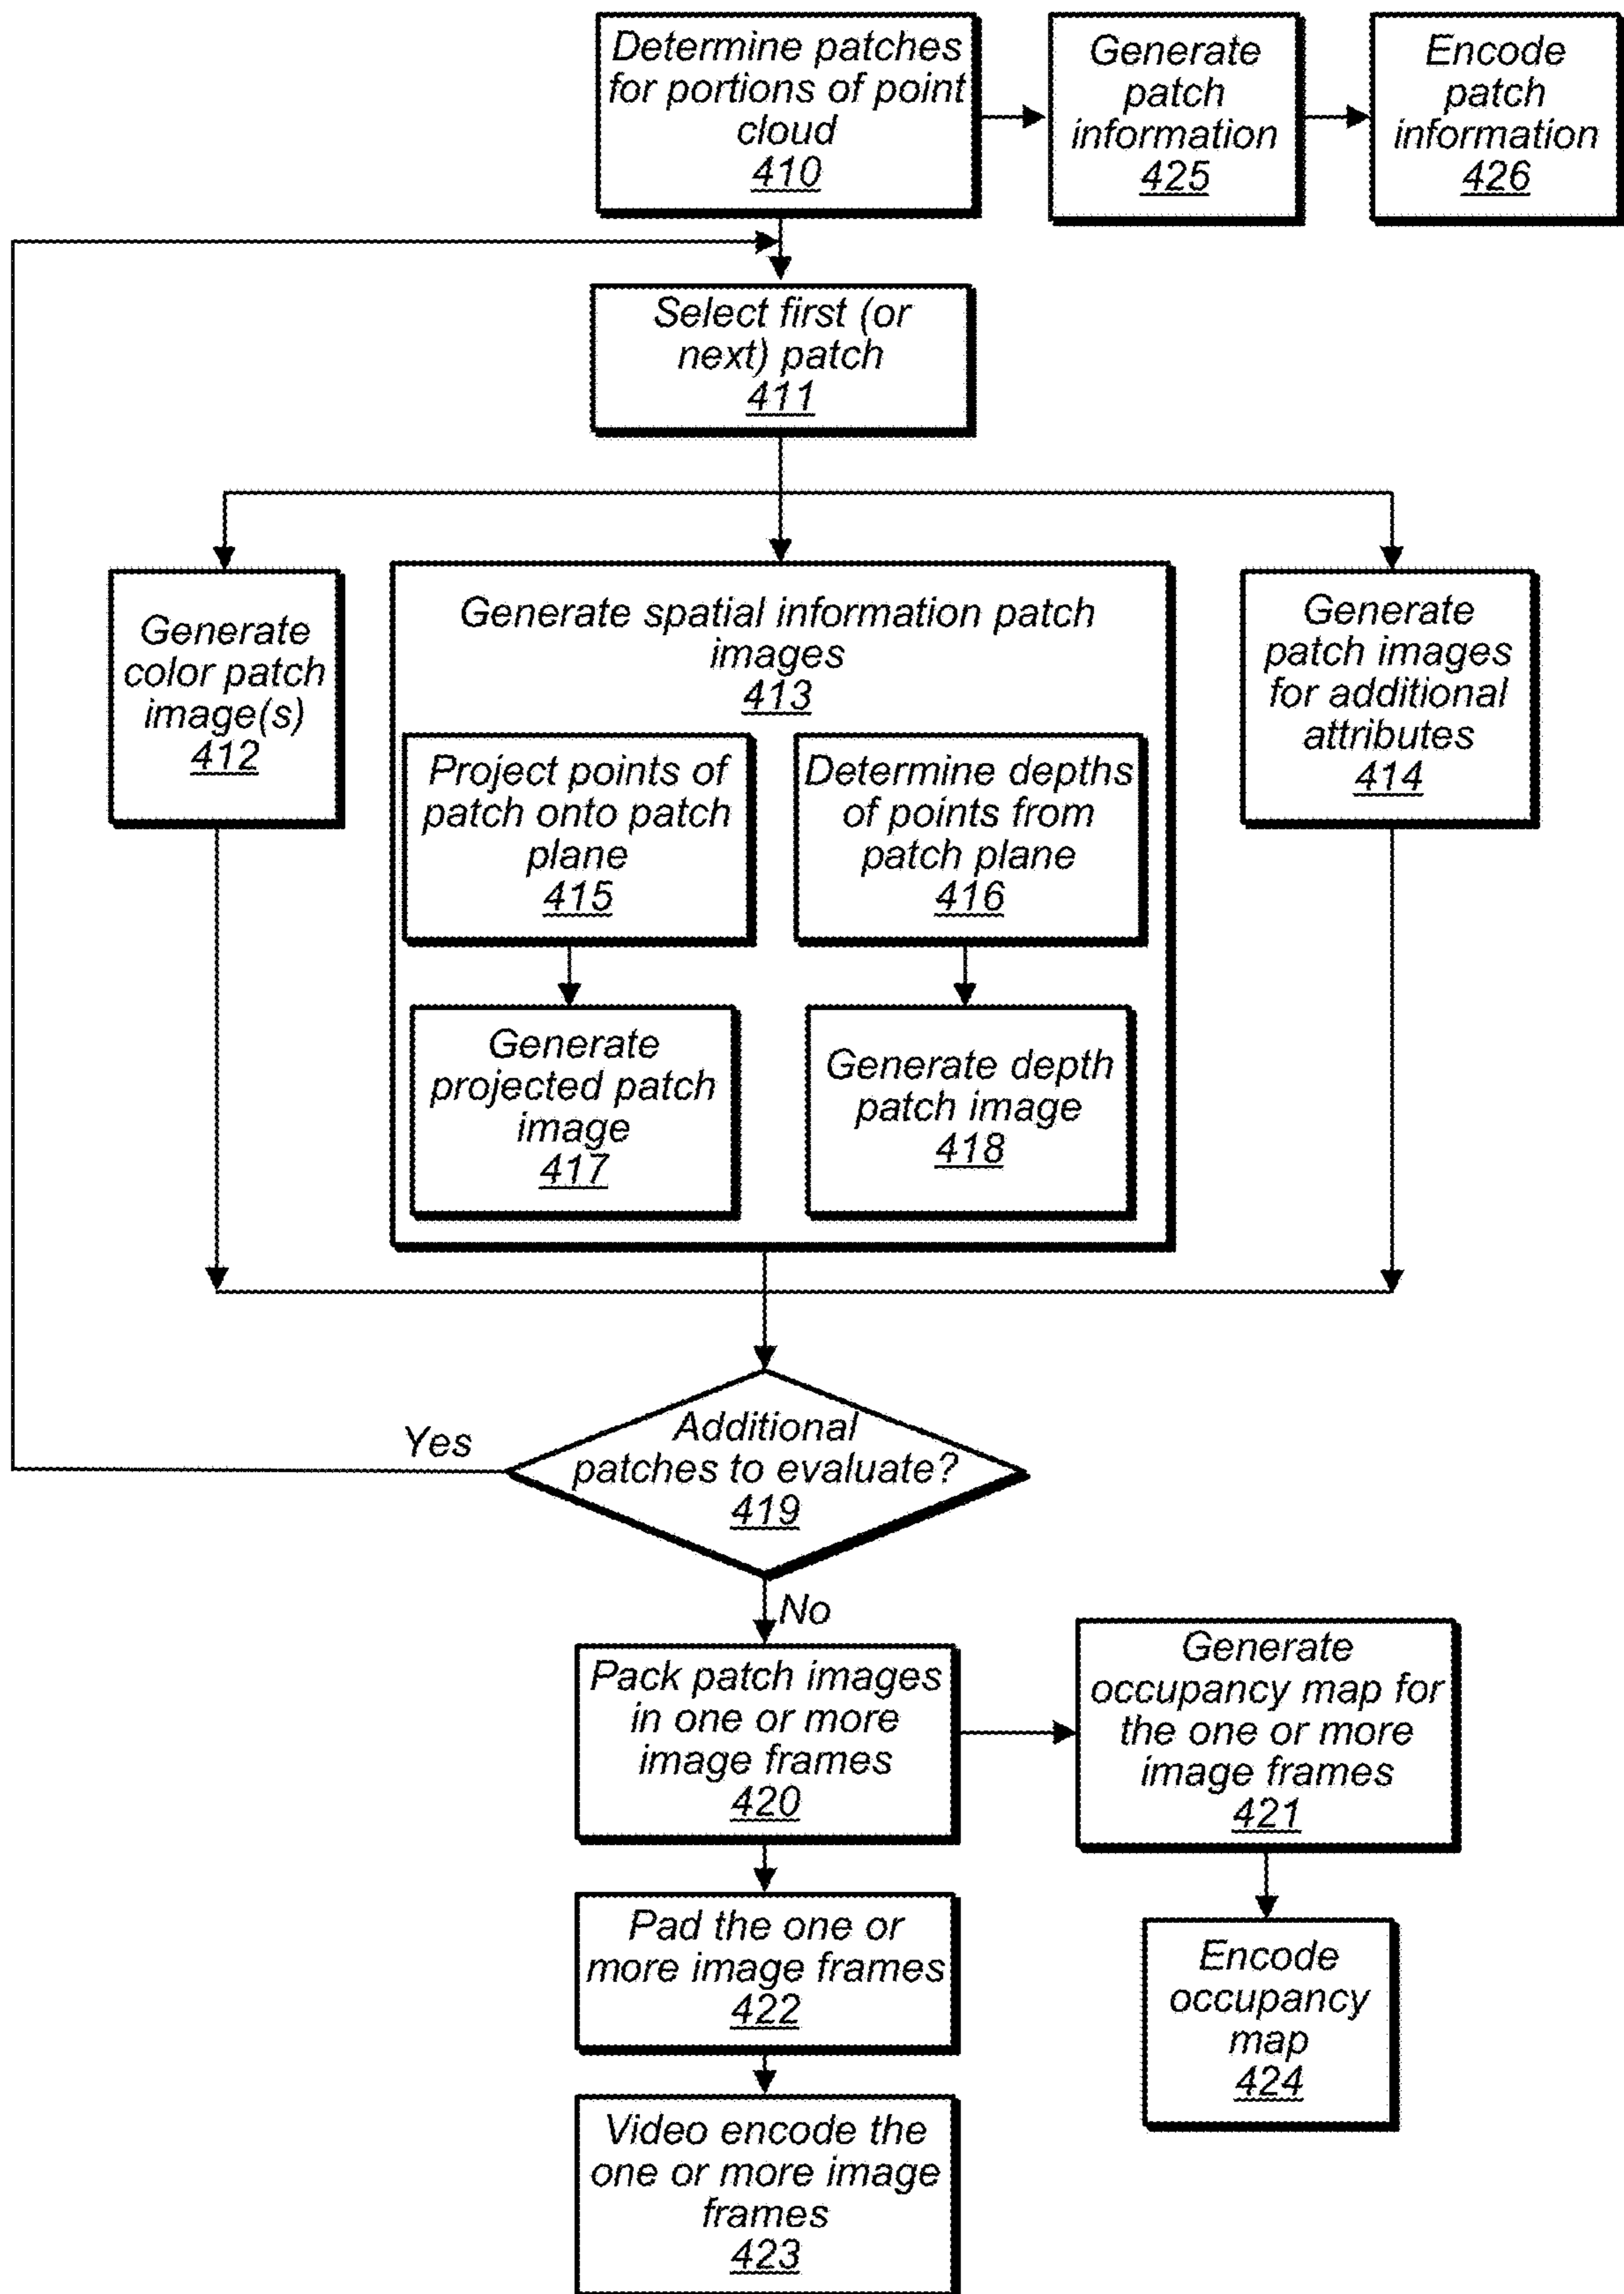 Determine patches
for portions of point
cloud
410
Generate
patch
information
425
Encode
patch
information
426
Select first (or
next) patch
411
Generate
color patch
image(s)
412
Generate spatial information patch
images
413
Generate
patch images
for additional
attributes
414
Project points of
patch onto patch
plane
415
Determine depths
of points from
patch plane
416
Generate
projected patch
image
417
Generate depth
patch image
418
Yes
Additional
patches to evaluate?
419
No
Pack patch images
in one or more
image frames
420
Generate
occupancy map for
the one or more
image frames
421
Pad the one or
more image frames
422
Encode
occupancy
map
424
Video encode the
one or more image
frames
423